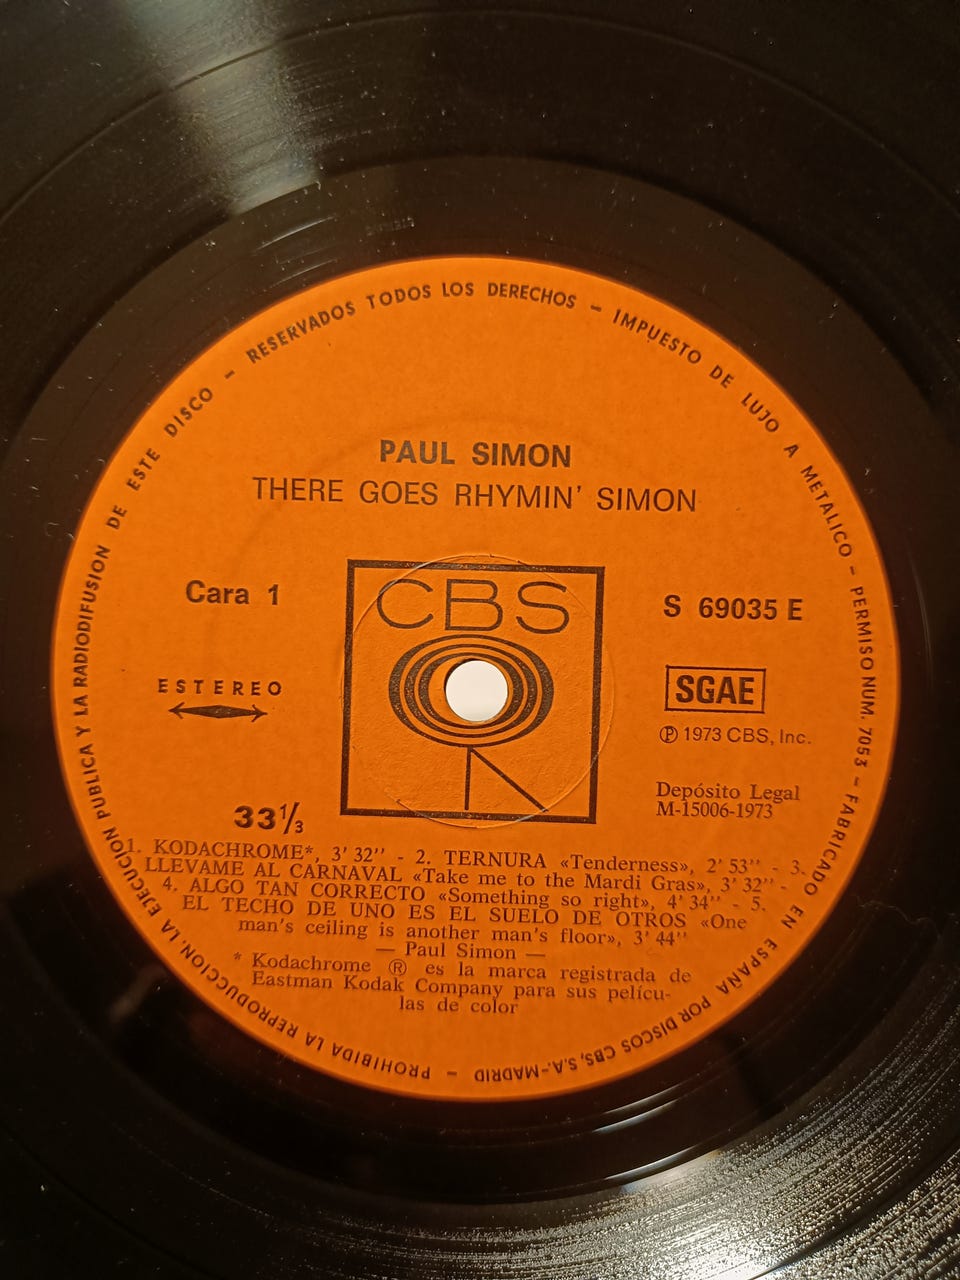 RESERVADOS TODOS LOS DERECHOS – IMPUESTO DE LUJO A METALICO – PERMISO NUM. 7053 – FABRICADO EN ESPAÑA POR DISCOS CBS, S.A.-MADRID – PROHIBIDA LA REPRODUCCION, LA EJECUCION PUBLICA Y LA RADIODIFUSION DE ESTE DISCO –
PAUL SIMON
THERE GOES RHYMIN' SIMON
Cara 1
ESTEREO
33⅓
CBS
S 69035 E
SGAE
℗ 1973 CBS, Inc.
Depósito Legal
M-15006-1973
1. KODACHROME*, 3' 32'' - 2. TERNURA «Tenderness», 2' 53'' - 3.
LLEVAME AL CARNAVAL «Take me to the Mardi Gras», 3' 32'' -
4. ALGO TAN CORRECTO «Something so right», 4' 34'' - 5.
EL TECHO DE UNO ES EL SUELO DE OTROS «One
man's ceiling is another man's floor», 3' 44''
— Paul Simon —
* Kodachrome ® es la marca registrada de
Eastman Kodak Company para sus pelícu-
las de color